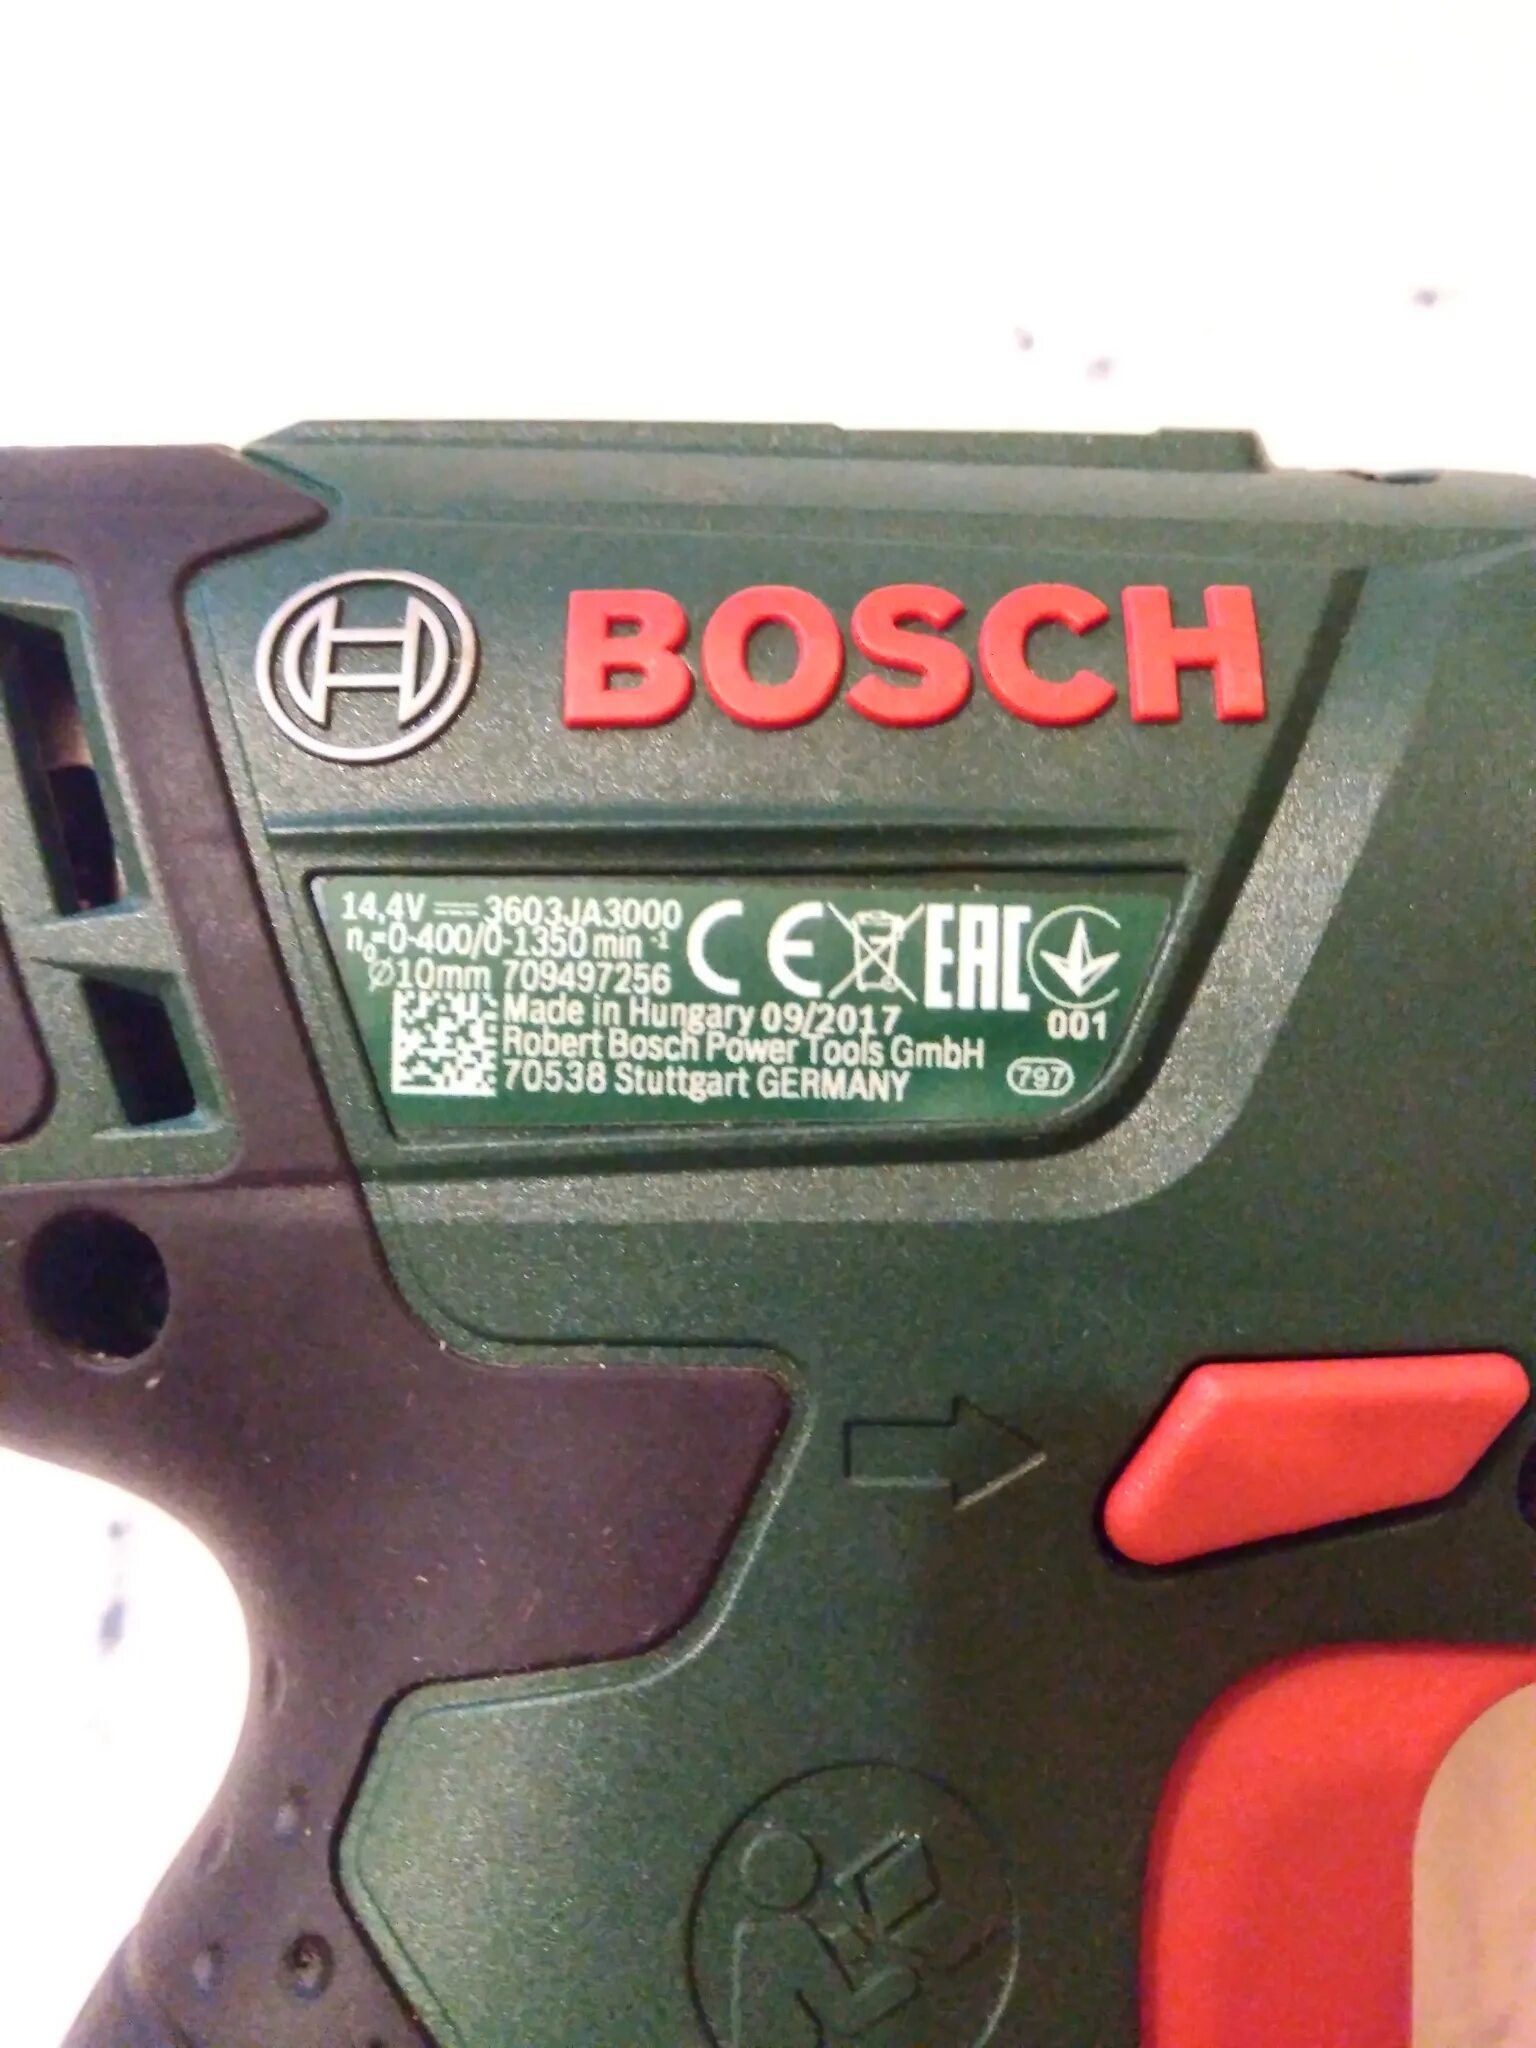 BOSCH
14,4V ⎓ 3603JA3000
n₀=0-400/0-1350 min⁻¹
Ø10mm 709497256
CE EAC
Made in Hungary 09/2017
001
Robert Bosch Power Tools GmbH
70538 Stuttgart GERMANY
797